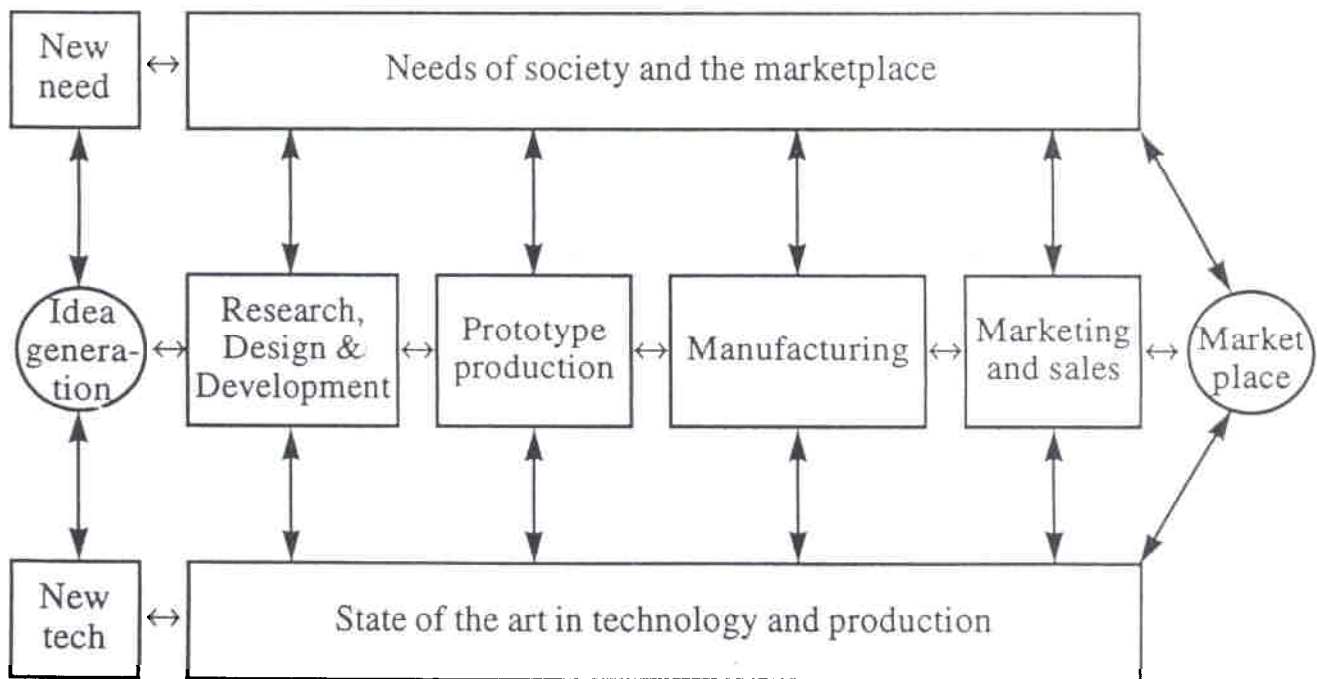 New
need
Needs of society and the marketplace
Idea
genera-
tion
Research,
Design &
Development
Prototype
production
Manufacturing
Marketing
and sales
Market
place
New
tech
State of the art in technology and production